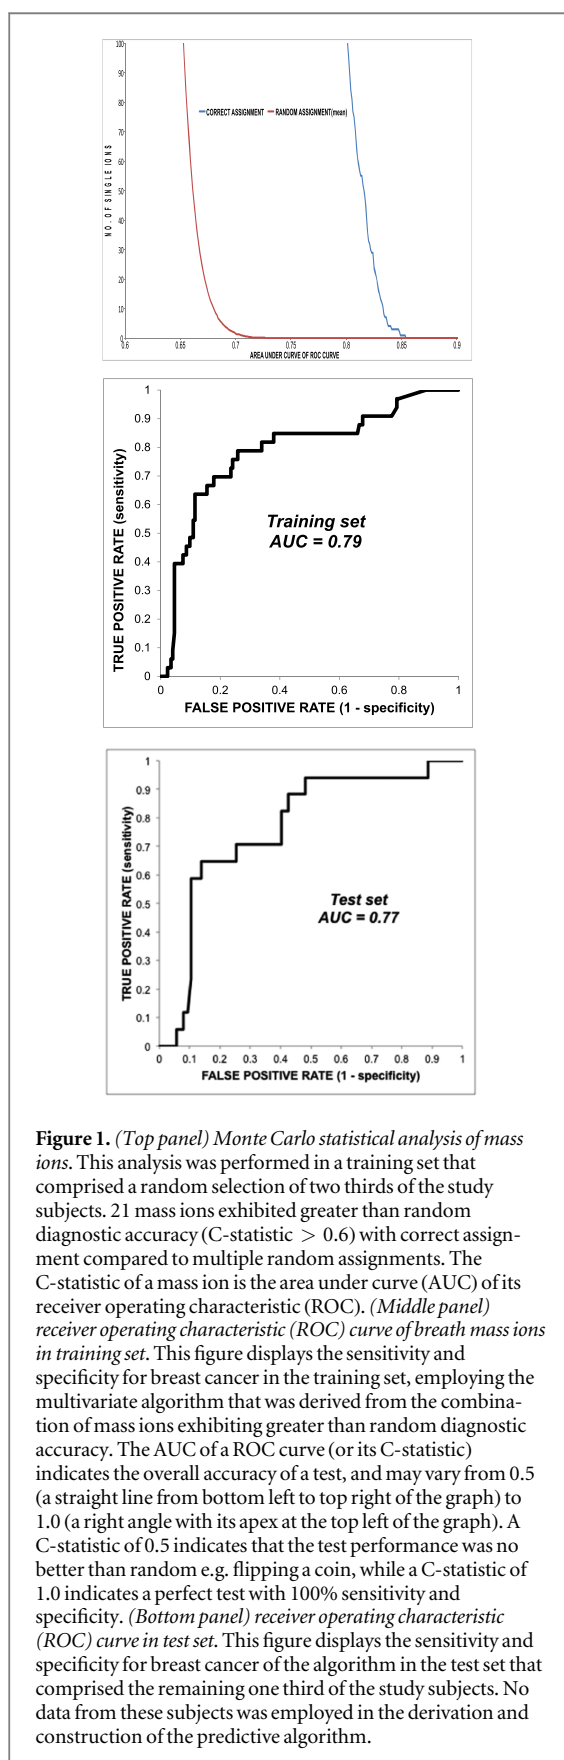 100
90
80
70
60
50
40
30
20
10
0
NO. OF SINGLE IONS
CORRECT ASSIGNMENT RANDOM ASSIGNMENT(mean)
0.6 0.65 0.7 0.75 0.8 0.85 0.9
AREA UNDER CURVE OF ROC CURVE
1
0.9
0.8
0.7
0.6
0.5
0.4
0.3
0.2
0.1
0
TRUE POSITIVE RATE (sensitivity)
Training set
AUC = 0.79
0 0.2 0.4 0.6 0.8 1
FALSE POSITIVE RATE (1 - specificity)
1
0.9
0.8
0.7
0.6
0.5
0.4
0.3
0.2
0.1
0
TRUE POSITIVE RATE (sensitivity)
Test set
AUC = 0.77
0 0.1 0.2 0.3 0.4 0.5 0.6 0.7 0.8 0.9 1
FALSE POSITIVE RATE (1 - specificity)
Figure 1. (Top panel) Monte Carlo statistical analysis of mass
ions. This analysis was performed in a training set that
comprised a random selection of two thirds of the study
subjects. 21 mass ions exhibited greater than random
diagnostic accuracy (C-statistic > 0.6) with correct assign-
ment compared to multiple random assignments. The
C-statistic of a mass ion is the area under curve (AUC) of its
receiver operating characteristic (ROC). (Middle panel)
receiver operating characteristic (ROC) curve of breath mass ions
in training set. This figure displays the sensitivity and
specificity for breast cancer in the training set, employing the
multivariate algorithm that was derived from the combina-
tion of mass ions exhibiting greater than random diagnostic
accuracy. The AUC of a ROC curve (or its C-statistic)
indicates the overall accuracy of a test, and may vary from 0.5
(a straight line from bottom left to top right of the graph) to
1.0 (a right angle with its apex at the top left of the graph). A
C-statistic of 0.5 indicates that the test performance was no
better than random e.g. flipping a coin, while a C-statistic of
1.0 indicates a perfect test with 100% sensitivity and
specificity. (Bottom panel) receiver operating characteristic
(ROC) curve in test set. This figure displays the sensitivity and
specificity for breast cancer of the algorithm in the test set that
comprised the remaining one third of the study subjects. No
data from these subjects was employed in the derivation and
construction of the predictive algorithm.